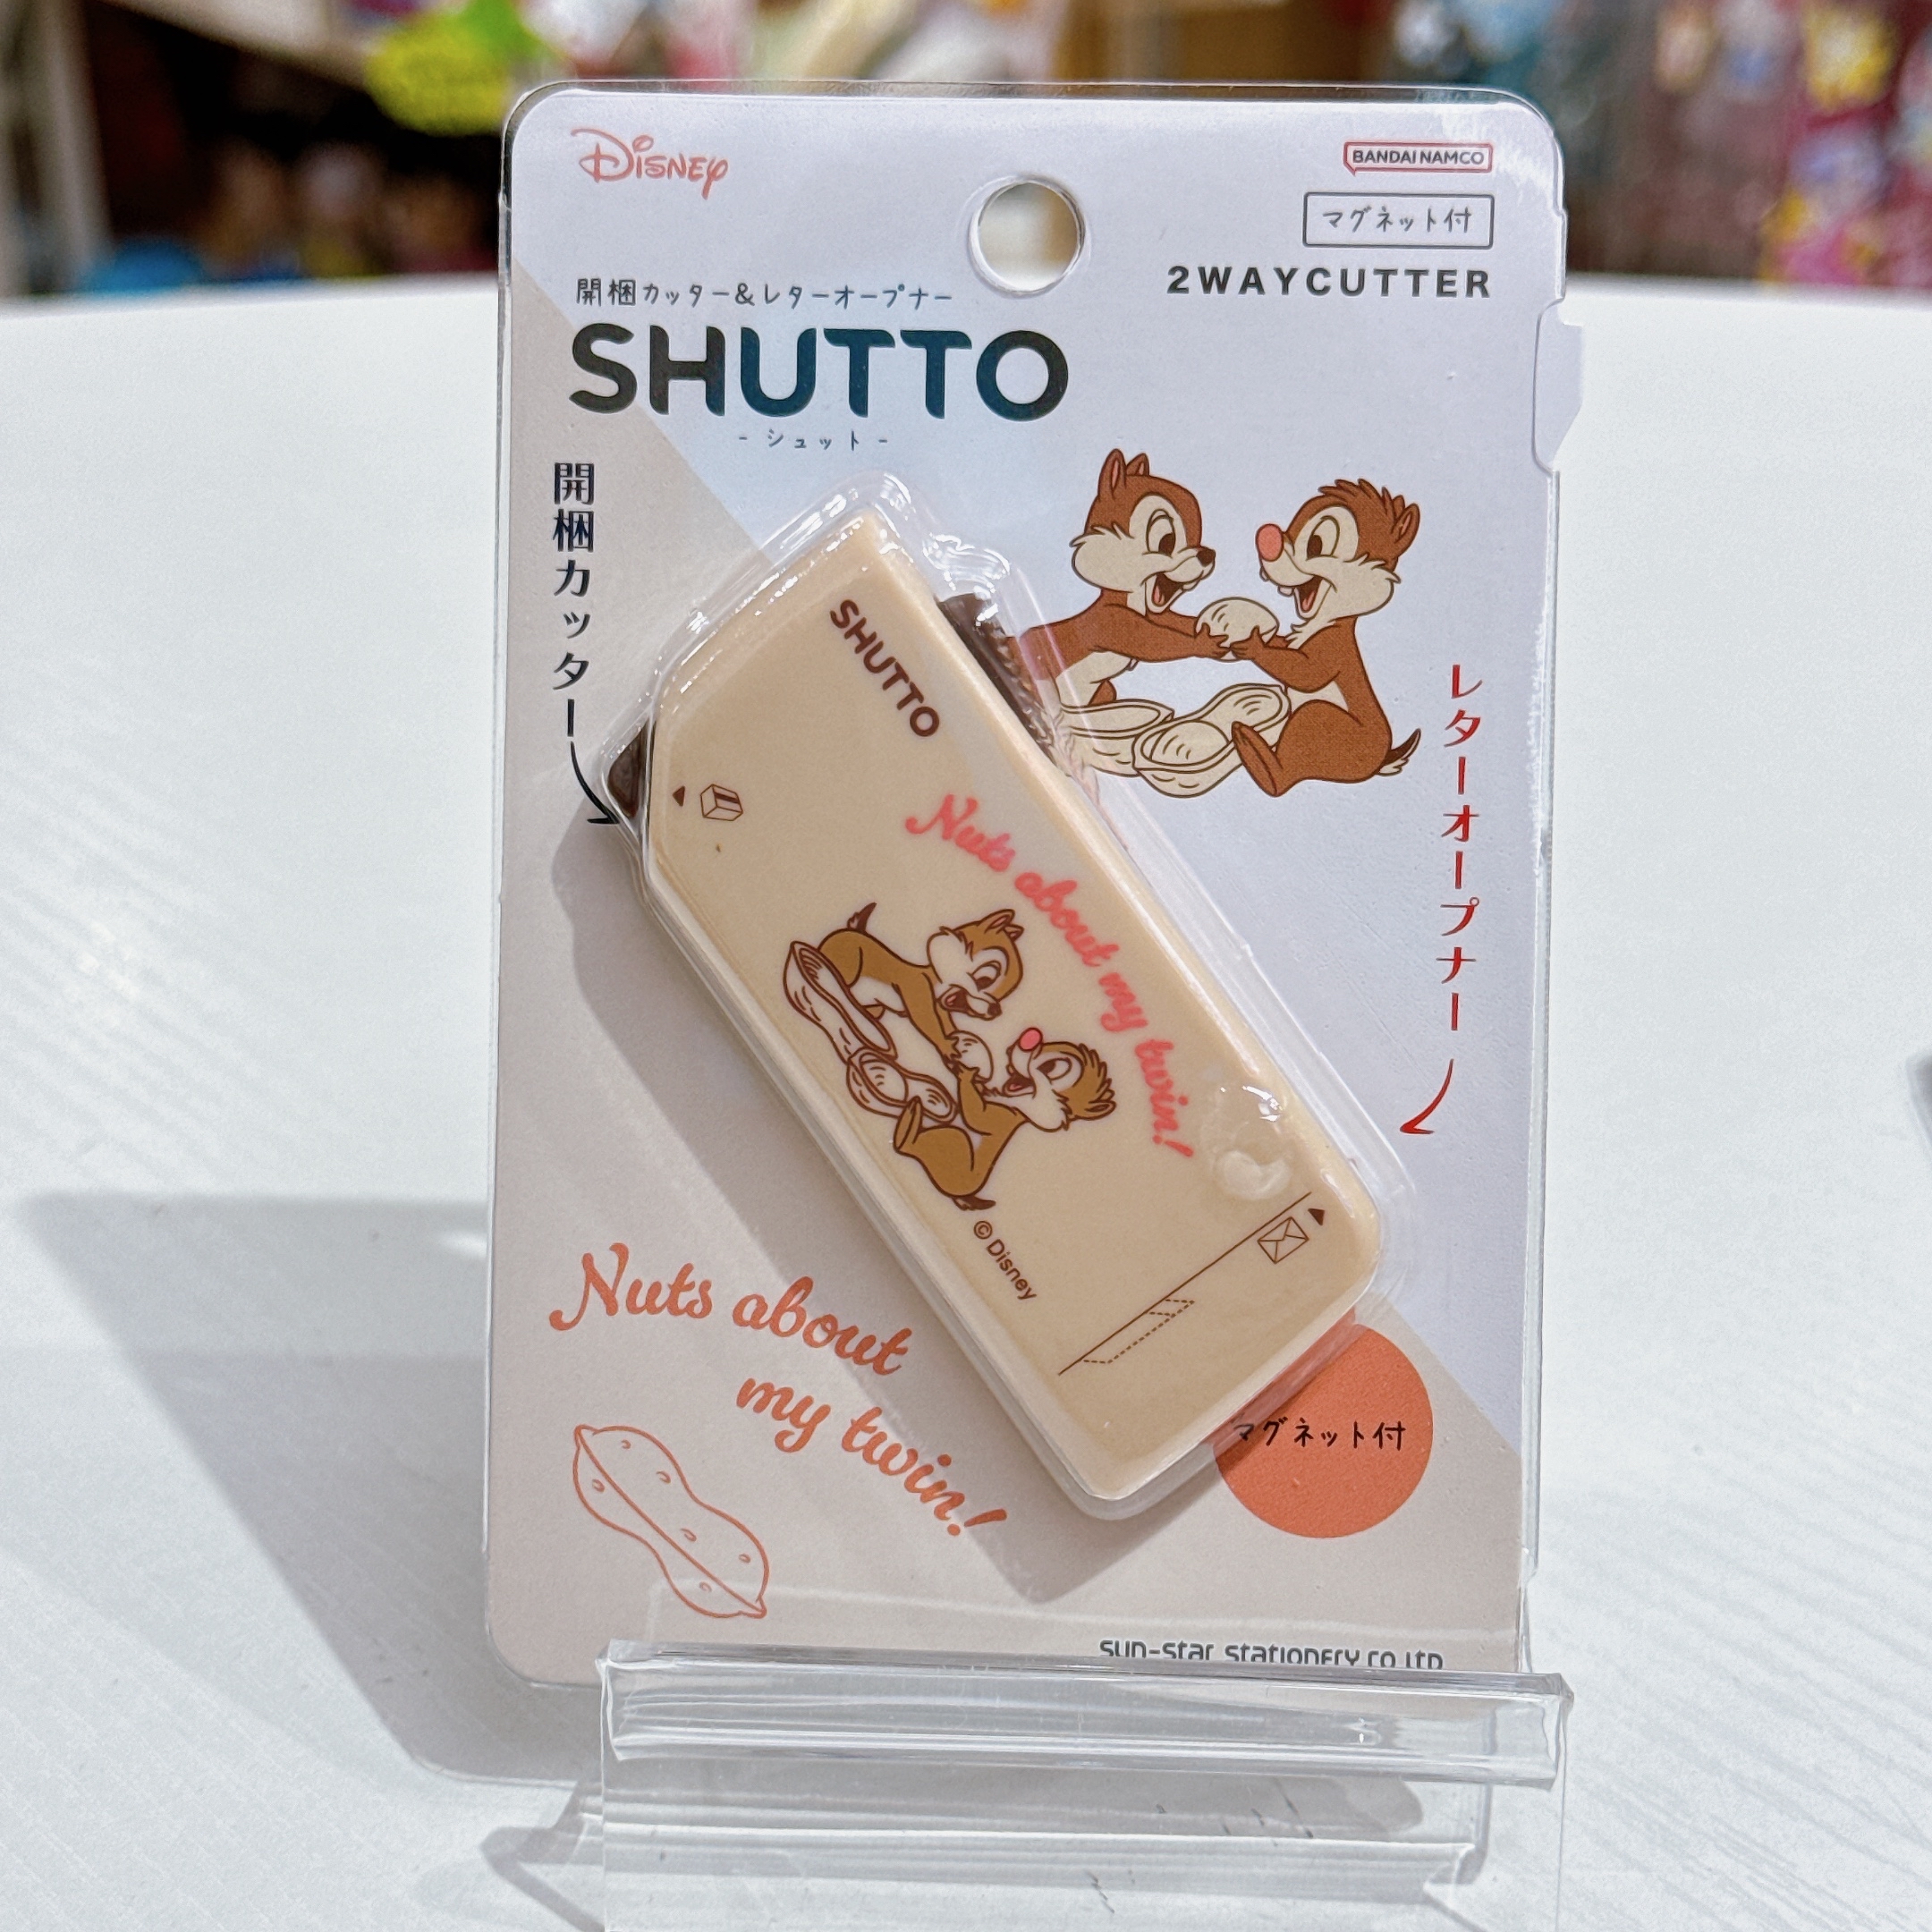 Disney
BANDAI NAMCO
マグネット付
2WAYCUTTER
開梱カッター&レターオープナー
SHUTTO
- シュット -
開梱カッター
レターオープナー
SHUTTO
Nuts about my twin!
©Disney
Nuts about
my twin!
マグネット付
sun-star stationery co.,ltd.